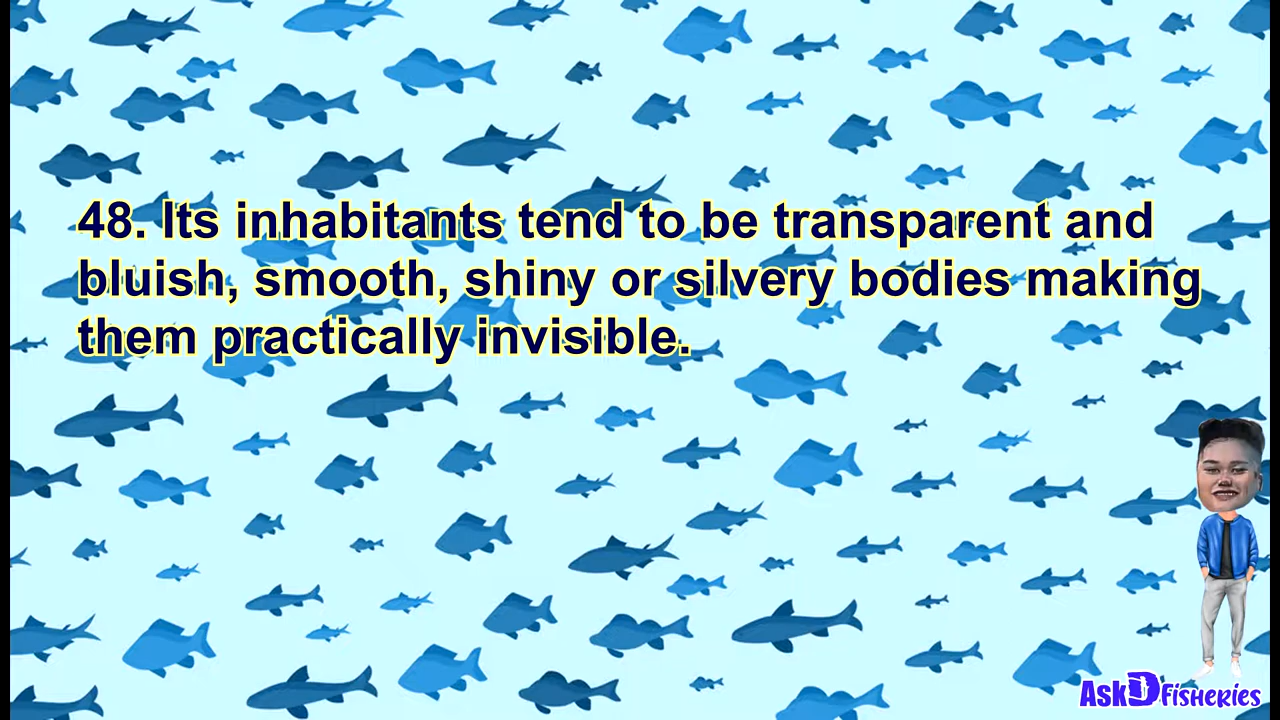 48. Its inhabitants tend to be transparent and
bluish, smooth, shiny or silvery bodies making
them practically invisible.
AskDFisheries